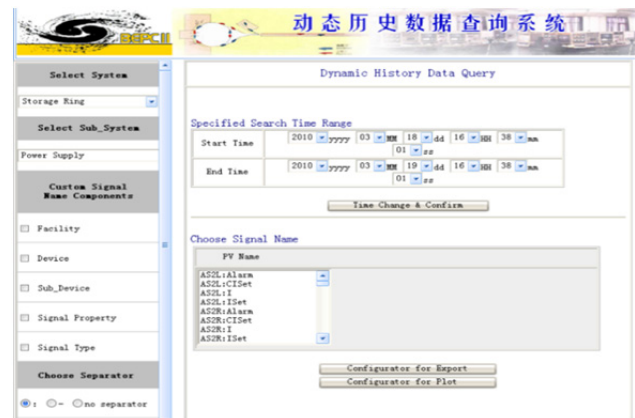 BEPCII
动态历史数据查询系统
Select System
Storage Ring
Select Sub_System
Power Supply
Custom Signal
Name Components
Facility
Device
Sub_Device
Signal Property
Signal Type
Choose Separator
: - no separator
Dynamic History Data Query
Specified Search Time Range
Start Time 2010 yyyy 03 MM 18 dd 16 HH 38 mm
01 ss
End Time 2010 yyyy 03 MM 19 dd 16 HH 38 mm
01 ss
Time Change & Confirm
Choose Signal Name
PV Name
AS2L:Alarm
AS2L:CISet
AS2L:I
AS2L:ISet
AS2R:Alarm
AS2R:CISet
AS2R:I
AS2R:ISet
Configurator for Export
Configurator for Plot